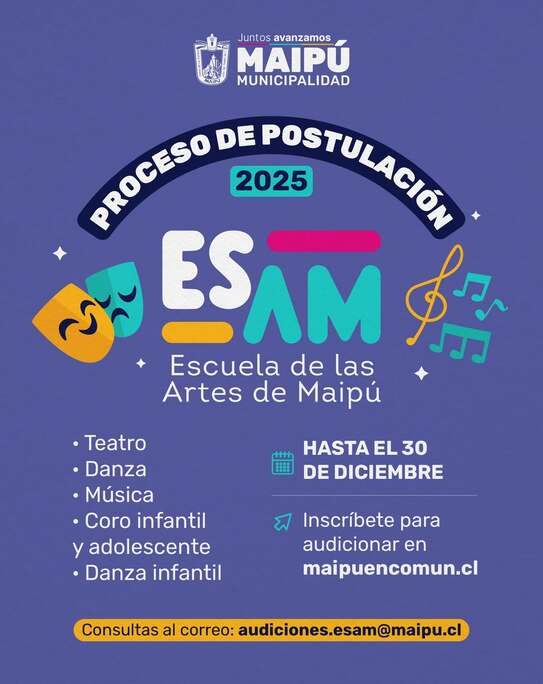 Juntos avanzamos
MAIPÚ
MUNICIPALIDAD
PROCESO DE POSTULACIÓN
2025
ESAM
Escuela de las
Artes de Maipú
• Teatro
• Danza
• Música
• Coro infantil
y adolescente
• Danza infantil
HASTA EL 30
DE DICIEMBRE
Inscríbete para
audicionar en
maipuencomun.cl
Consultas al correo: audiciones.esam@maipu.cl